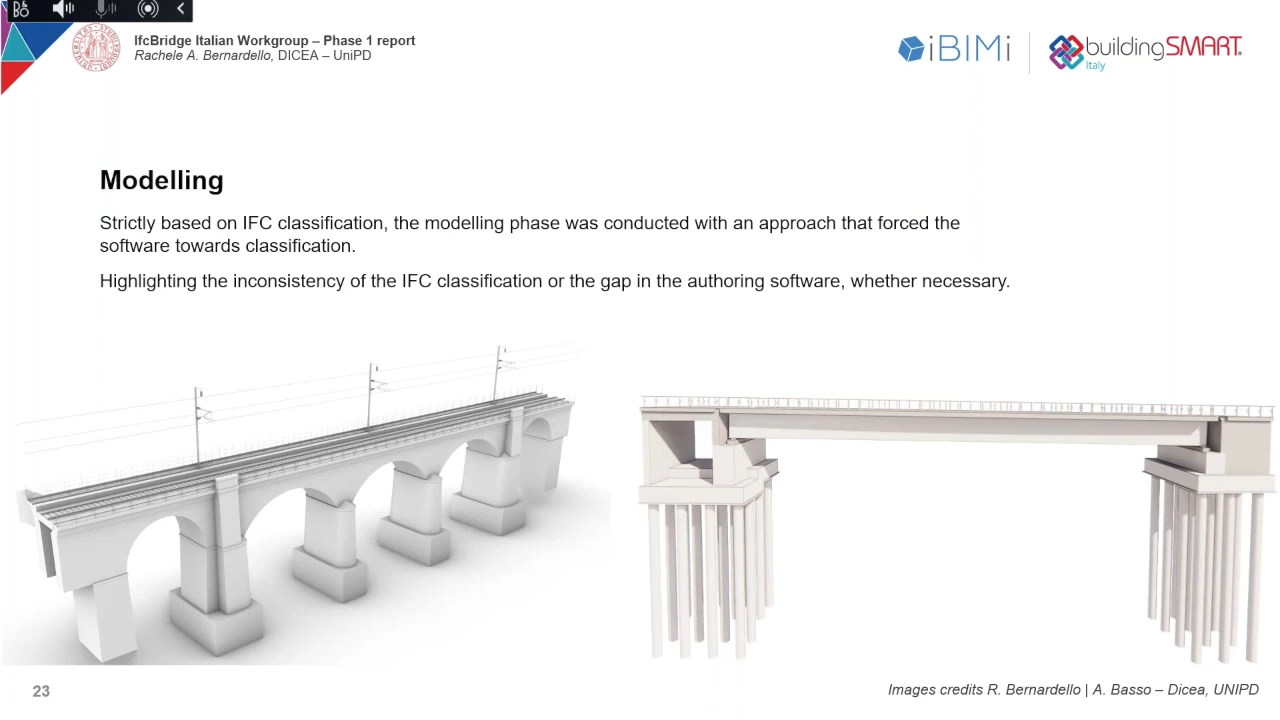 IfcBridge Italian Workgroup – Phase 1 report
Rachele A. Bernardello, DICEA – UniPD
iBIMi
buildingSMART
Italy
Modelling
Strictly based on IFC classification, the modelling phase was conducted with an approach that forced the
software towards classification.
Highlighting the inconsistency of the IFC classification or the gap in the authoring software, whether necessary.
23
Images credits R. Bernardello | A. Basso – Dicea, UNIPD